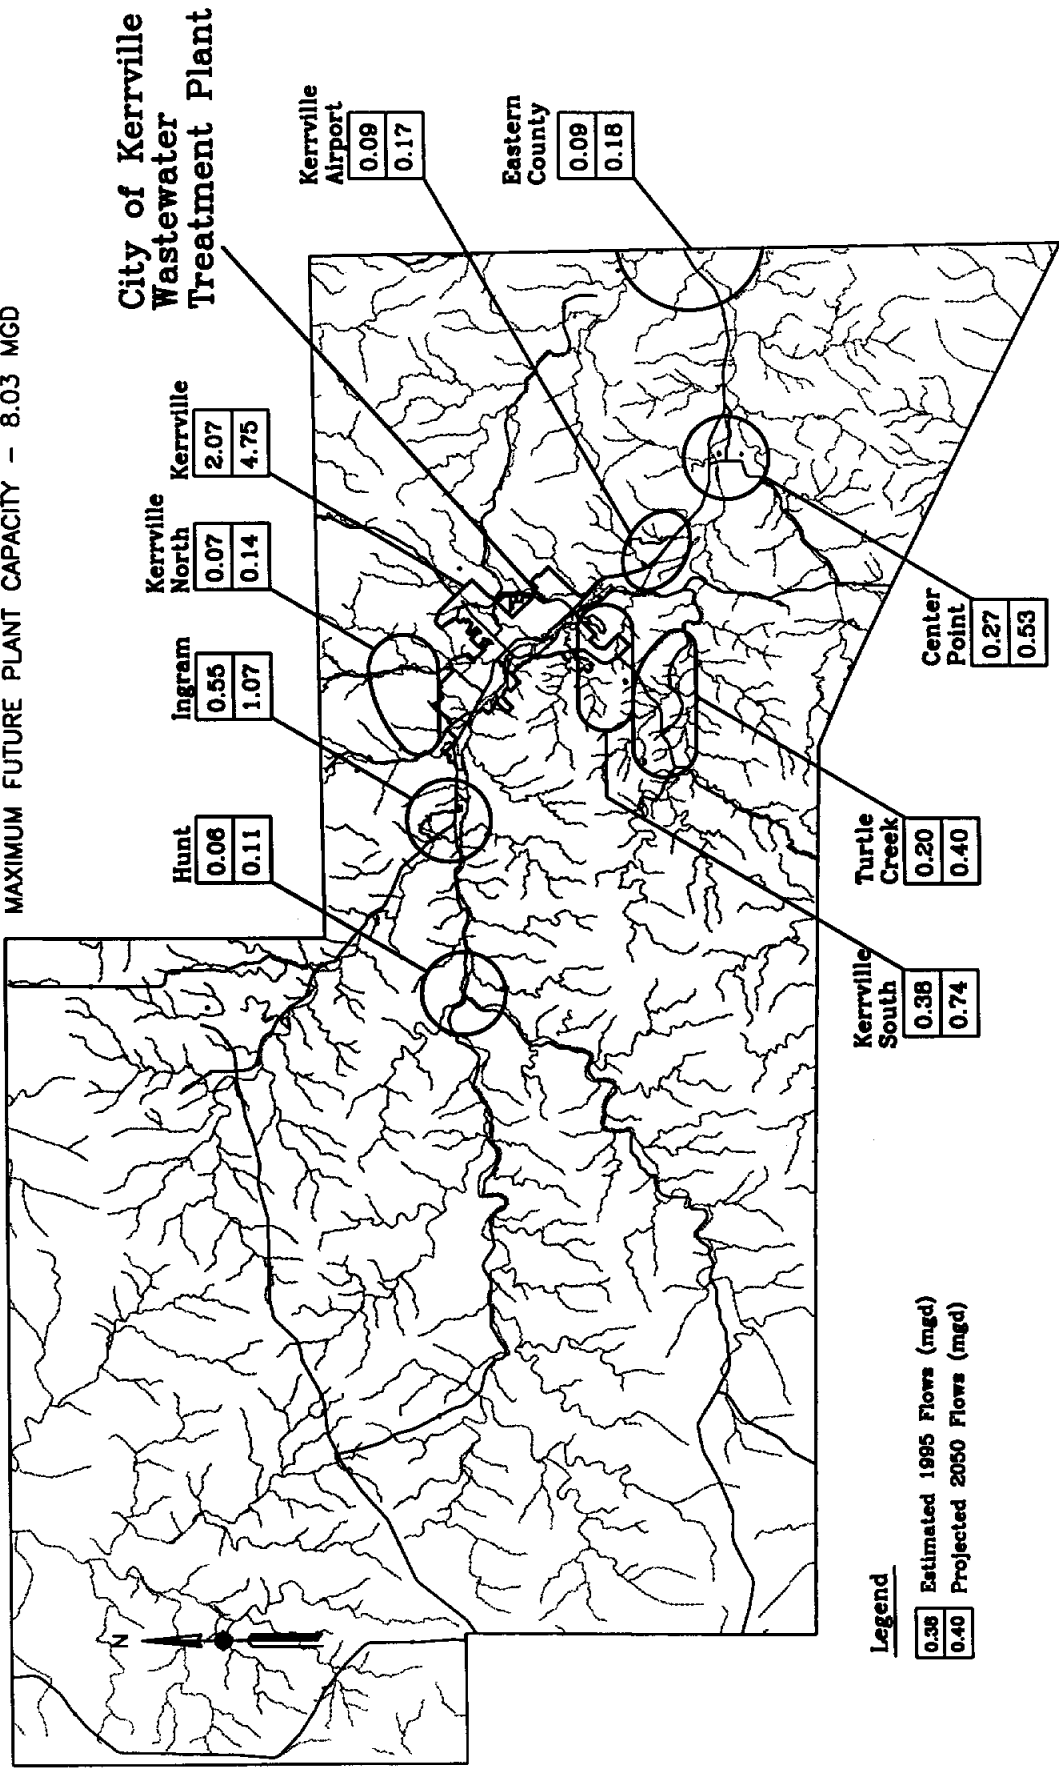 MAXIMUM FUTURE PLANT CAPACITY - 8.03 MGD
City of Kerrville
Wastewater
Treatment Plant
Hunt
0.06
0.11
Ingram
0.55
1.07
Kerrville
North
0.07
0.14
Kerrville
2.07
4.75
Kerrville
Airport
0.09
0.17
Eastern
County
0.09
0.18
Kerrville
South
0.38
0.74
Turtle
Creek
0.20
0.40
Center
Point
0.27
0.53
N
Legend
0.38 Estimated 1995 Flows (mgd)
0.40 Projected 2050 Flows (mgd)